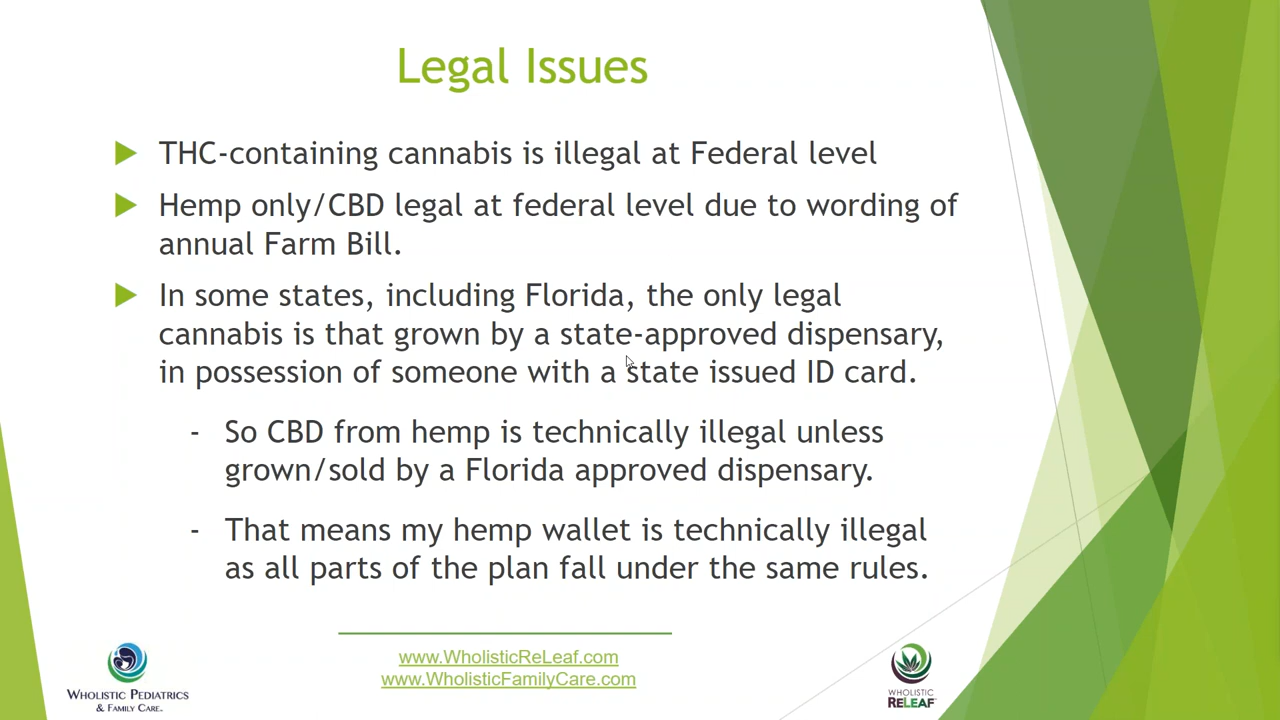 Legal Issues
THC-containing cannabis is illegal at Federal level
Hemp only/CBD legal at federal level due to wording of
annual Farm Bill.
In some states, including Florida, the only legal
cannabis is that grown by a state-approved dispensary,
in possession of someone with a state issued ID card.
- So CBD from hemp is technically illegal unless
grown/sold by a Florida approved dispensary.
- That means my hemp wallet is technically illegal
as all parts of the plan fall under the same rules.
www.WholisticReLeaf.com
www.WholisticFamilyCare.com
Wholistic Pediatrics
& Family Care.
WHOLISTIC
RELEAF